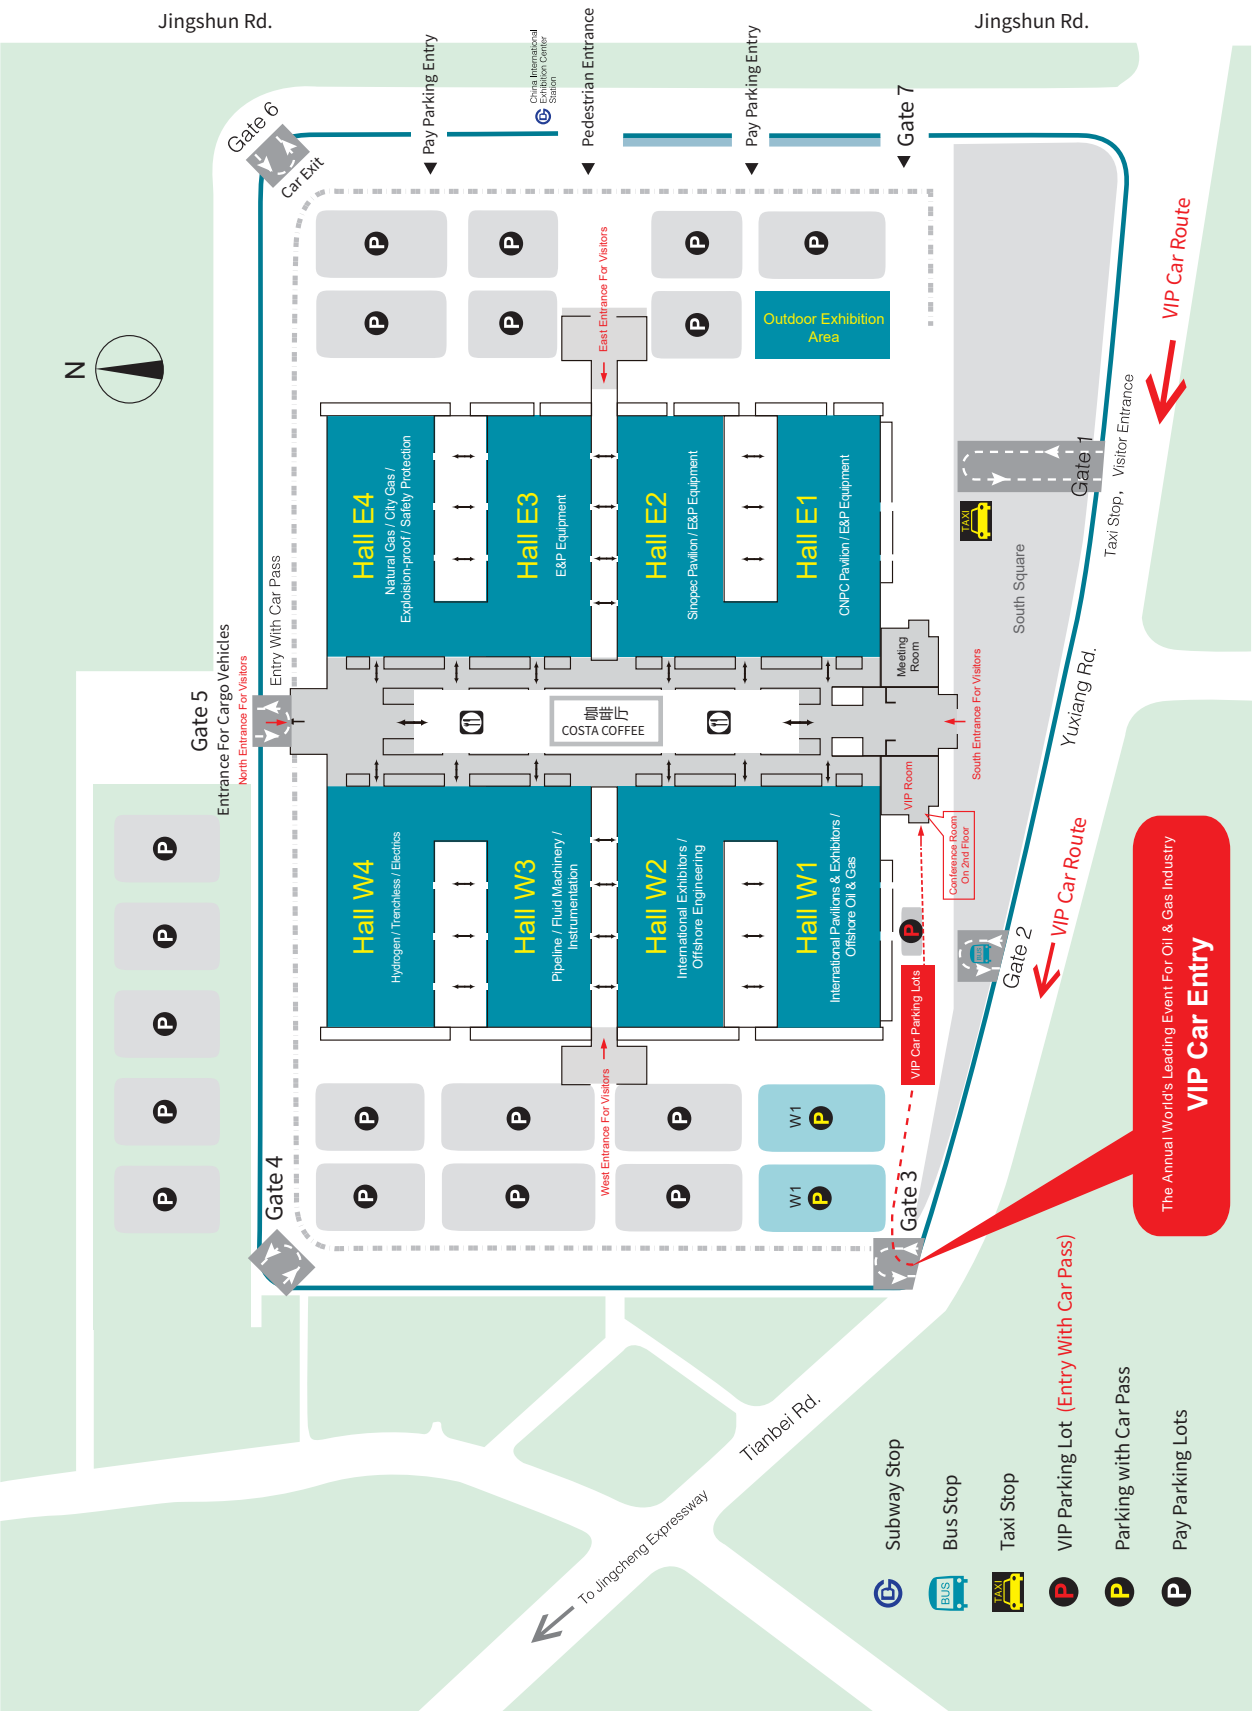 Jingshun Rd.
Jingshun Rd.
Gate 6
Car Exit
Pay Parking Entry
China International
Exhibition Center
Station
Pedestrian Entrance
Pay Parking Entry
Gate 7
P
P
P
P
P
P
P
P
East Entrance For Visitors
Outdoor Exhibition
Area
N
VIP Car Route
Hall E4
Natural Gas / City Gas /
Exploision-proof / Safety Protection
Hall E3
E&P Equipment
Hall E2
Sinopec Pavilion / E&P Equipment
Hall E1
CNPC Pavilion / E&P Equipment
Gate 1
Taxi Stop, Visitor Entrance
TAXI
South Square
Yuxiang Rd.
Gate 5
Entrance For Cargo Vehicles
North Entrance For Visitors
Entry With Car Pass
咖啡厅
COSTA COFFEE
Meeting
Room
South Entrance For Visitors
VIP Room
Conference Room
On 2nd Floor
Hall W4
Hydrogen / Trenchless / Electrics
Hall W3
Pipeline / Fluid Machinery /
Instrumentation
Hall W2
International Exhibitors /
Offshore Engineering
Hall W1
International Pavilions & Exhibitors /
Offshore Oil & Gas
P
P
P
P
P
P
VIP Car Parking Lots
BUS
Gate 2
VIP Car Route
West Entrance For Visitors
P
P
P
W1
P
P
P
P
W1
P
Gate 4
Gate 3
The Annual World's Leading Event For Oil & Gas Industry
VIP Car Entry
Tianbei Rd.
To Jingcheng Expressway
Subway Stop
BUS
Bus Stop
TAXI
Taxi Stop
P
VIP Parking Lot (Entry With Car Pass)
P
Parking with Car Pass
P
Pay Parking Lots